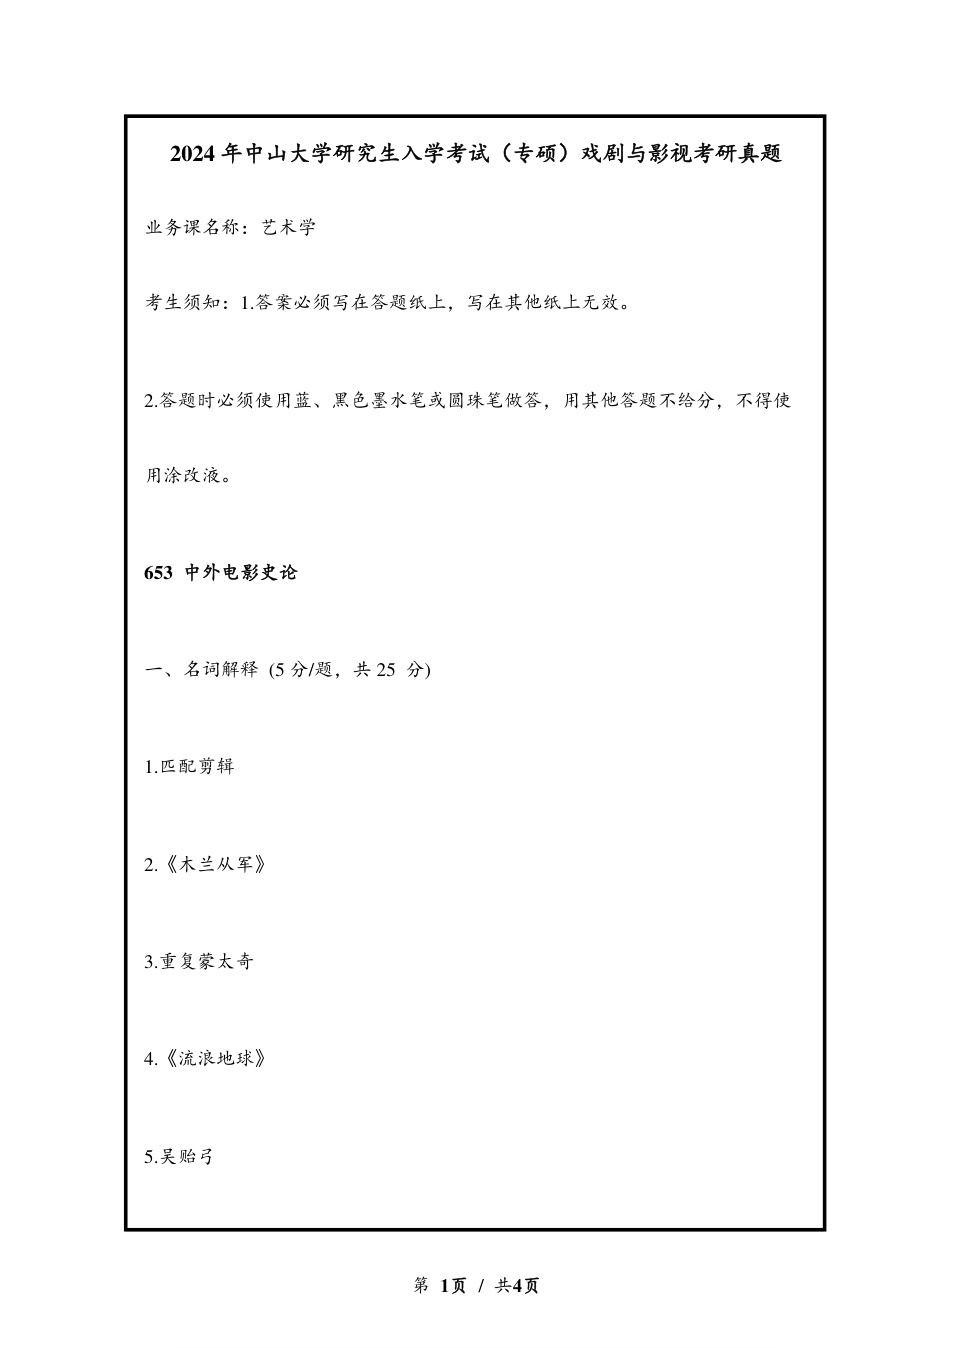 2024 年中山大学研究生入学考试（专硕）戏剧与影视考研真题
业务课名称：艺术学
考生须知：1.答案必须写在答题纸上，写在其他纸上无效。
2.答题时必须使用蓝、黑色墨水笔或圆珠笔做答，用其他答题不给分，不得使
用涂改液。
653 中外电影史论
一、名词解释 (5 分/题，共 25 分)
1.匹配剪辑
2.《木兰从军》
3.重复蒙太奇
4.《流浪地球》
5.吴贻弓
第 1页 / 共4页